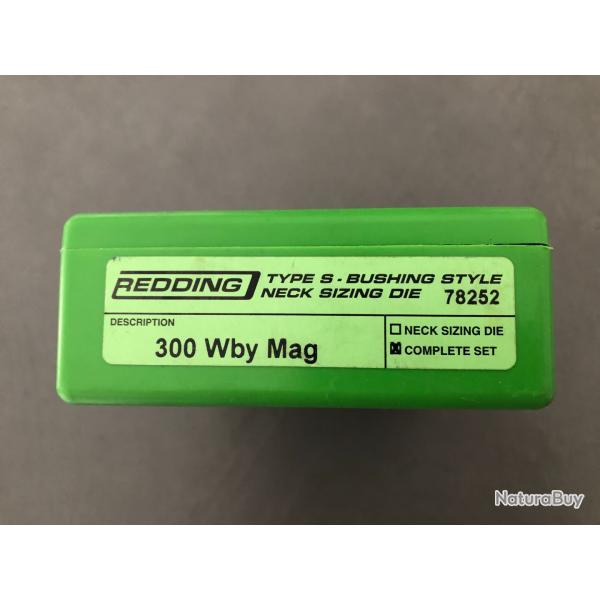 REDDING TYPE S - BUSHING STYLE
NECK SIZING DIE 78252
DESCRIPTION
300 Wby Mag
NECK SIZING DIE
COMPLETE SET
NaturaBuy